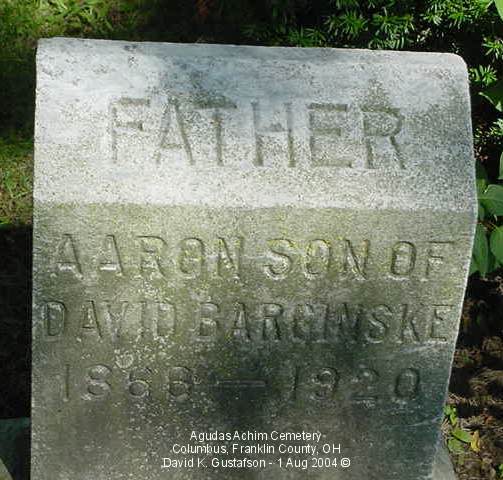 FATHER
AARON SON OF
DAVID BARGINSKE
1868 — 1920
Agudas Achim Cemetery
Columbus, Franklin County, OH
David K. Gustafson - 1 Aug 2004 ©